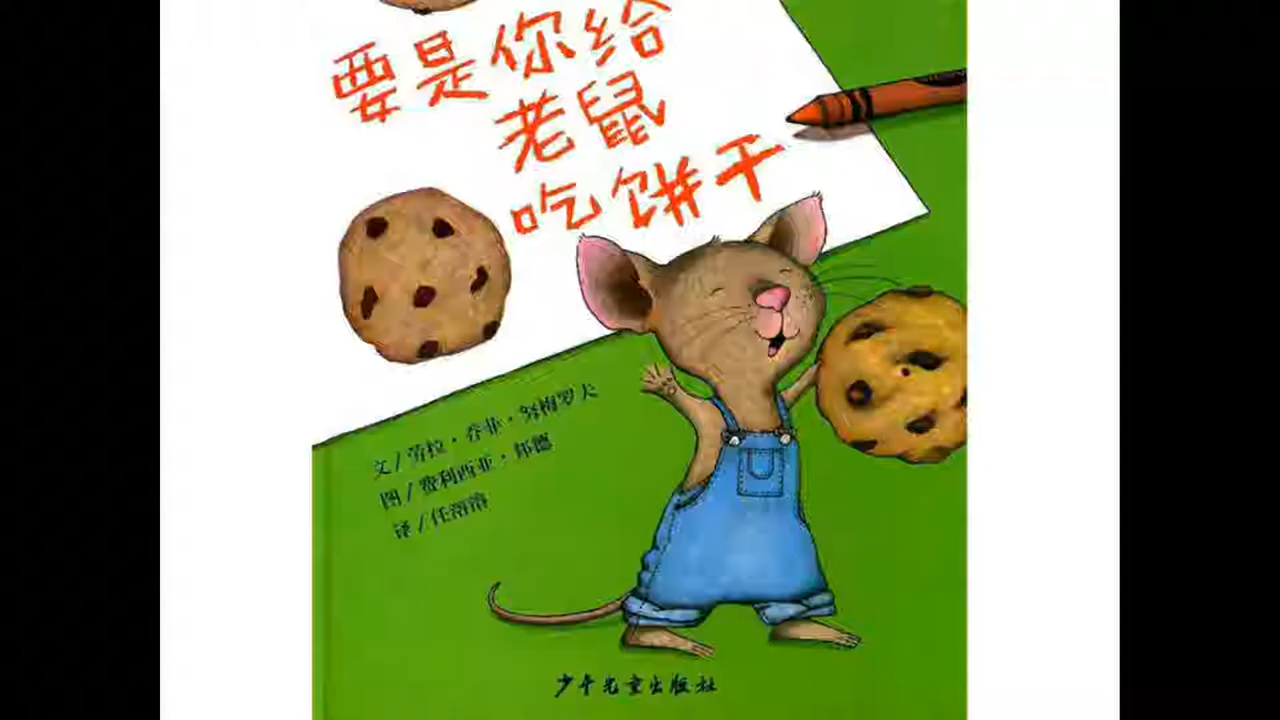 要是你给
老鼠
吃饼干
文/劳拉·乔菲·努梅罗夫
图/费利西亚·邦德
译/任溶溶
少年儿童出版社